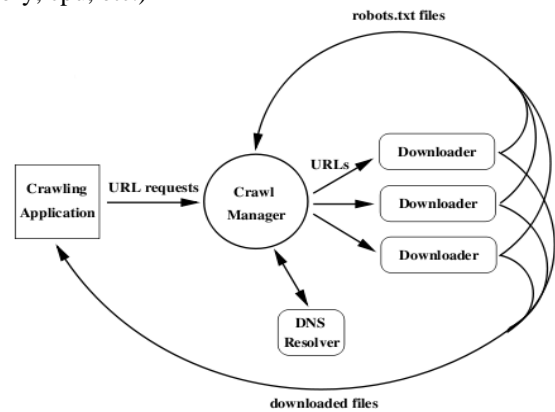 robots.txt files
URLs
Downloader
Crawling
Application
URL requests
Crawl
Manager
Downloader
Downloader
DNS
Resolver
downloaded files